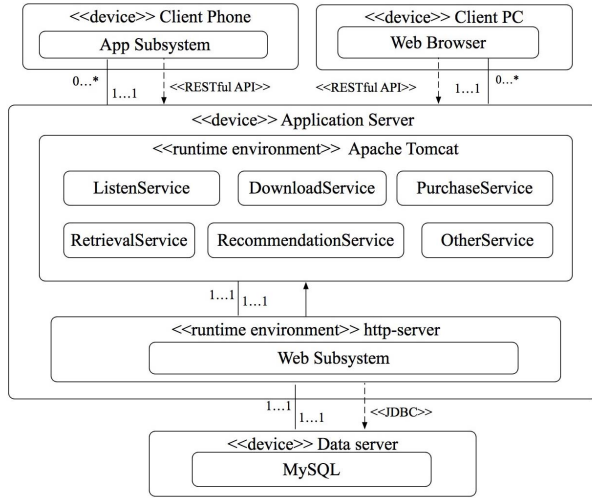 <<device>> Client Phone
App Subsystem
<<device>> Client PC
Web Browser
0…*
1…1
<<RESTful API>>
<<RESTful API>>
1…1
0…*
<<device>> Application Server
<<runtime environment>> Apache Tomcat
ListenService
DownloadService
PurchaseService
RetrievalService
RecommendationService
OtherService
1…1
1…1
<<runtime environment>> http-server
Web Subsystem
1…1
1…1
<<JDBC>>
<<device>> Data server
MySQL